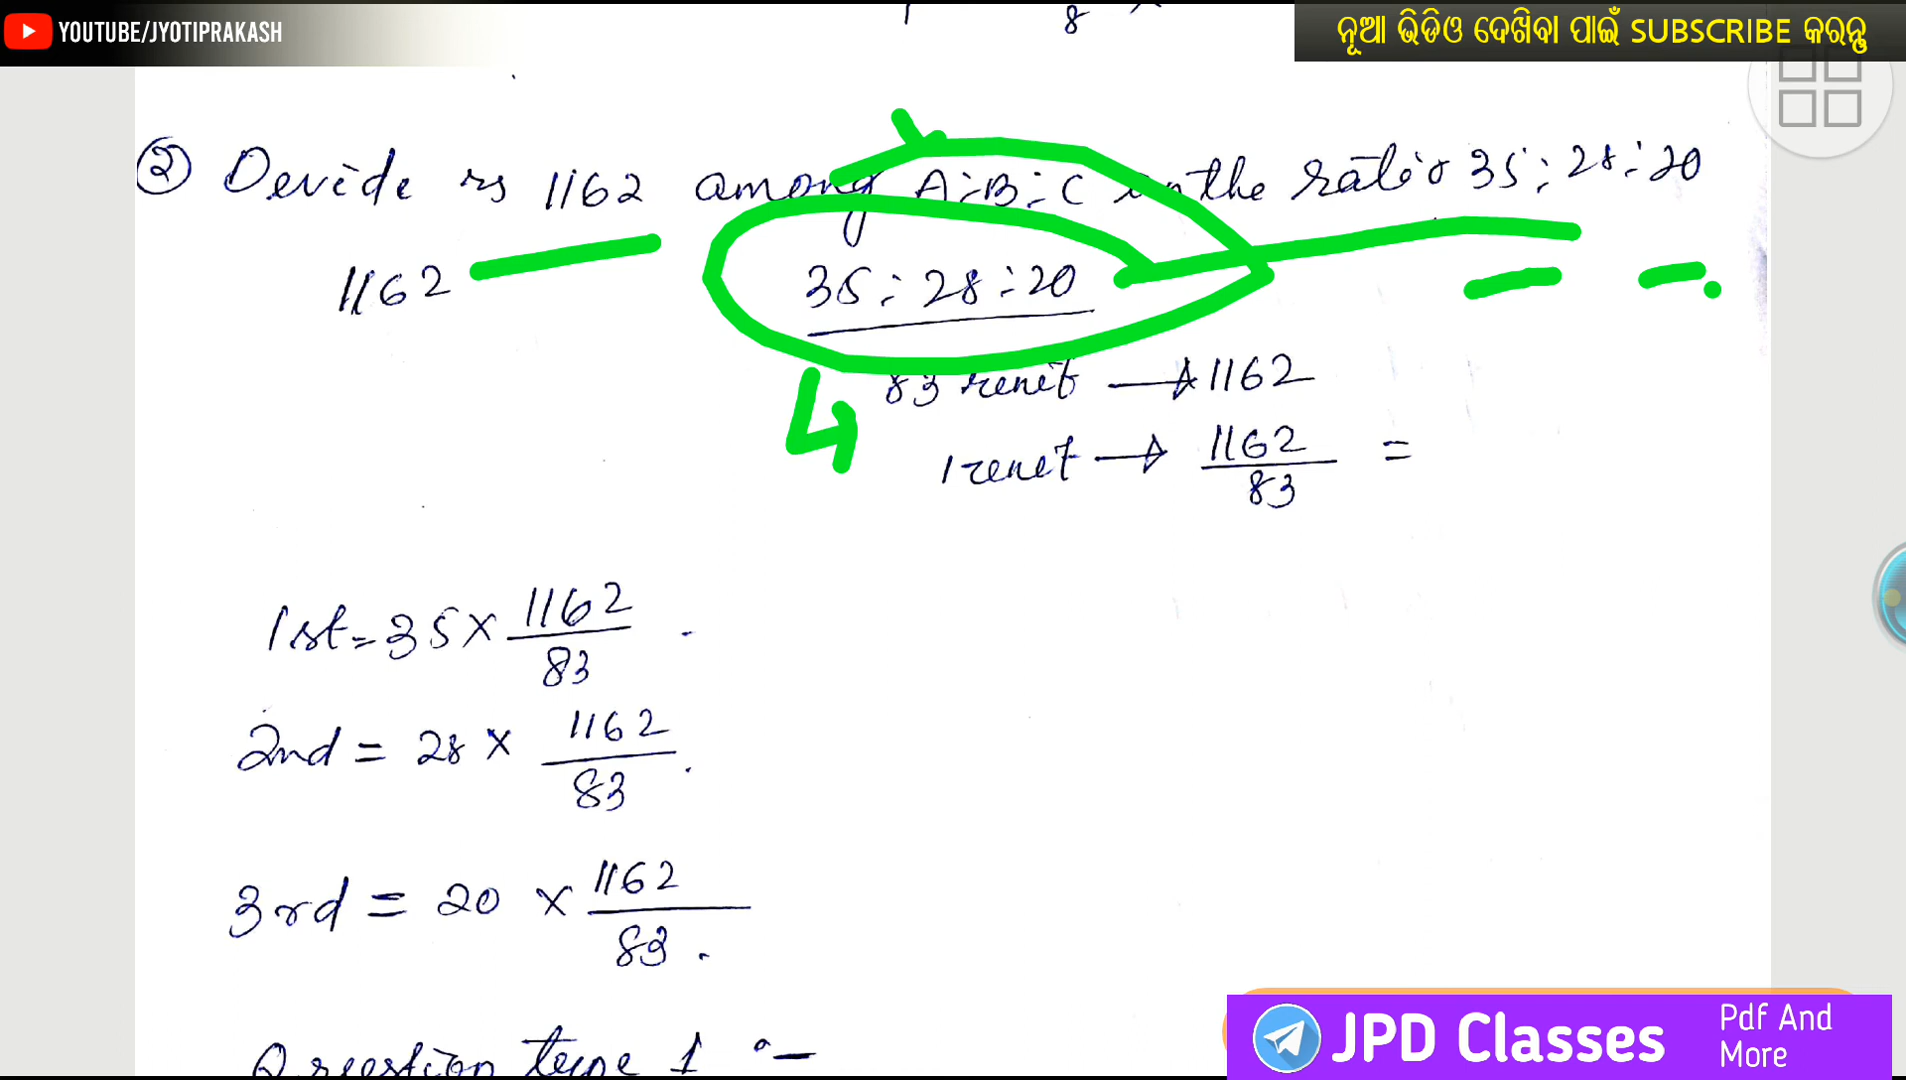 YOUTUBE/JYOTIPRAKASH
ନୂଆ ଭିଡିଓ ଦେଖିବା ପାଇଁ SUBSCRIBE କରନ୍ତୁ
8
② Devide rs 1162 among A:B:C in the ratio 35:28:20
1162 35:28:20
4
83 unit → 1162
1 unit → 1162/83 =
1st = 35 × 1162/83 .
2nd = 28 × 1162/83 .
3rd = 20 × 1162/83 .
Question type 1 :-
JPD Classes
Pdf And
More